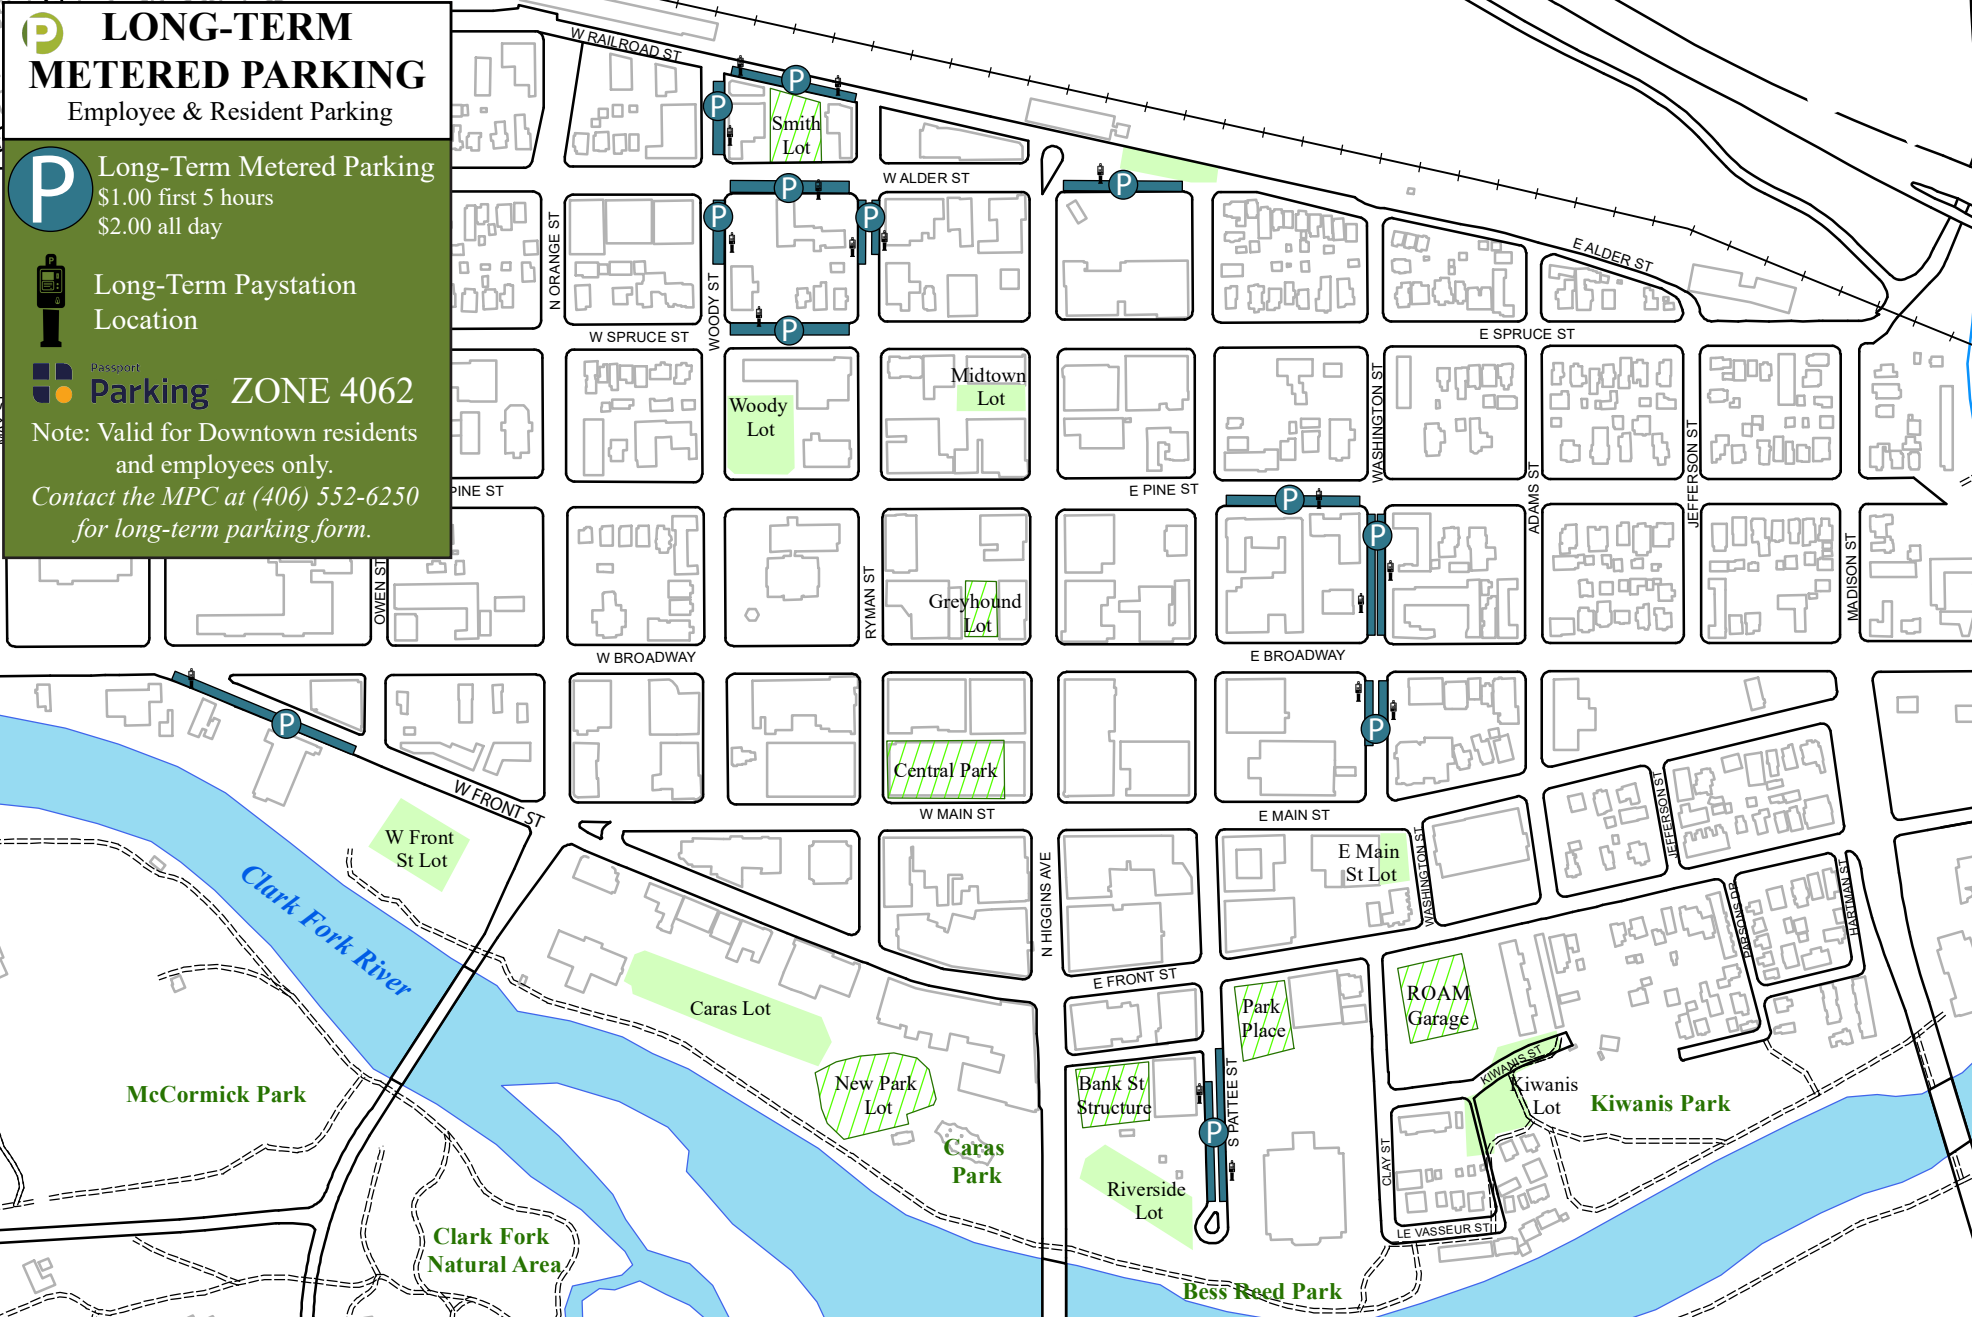 LONG-TERM
METERED PARKING
Employee & Resident Parking
P
Long-Term Metered Parking
$1.00 first 5 hours
$2.00 all day
Long-Term Paystation
Location
Passport
Parking
ZONE 4062
Note: Valid for Downtown residents
and employees only.
Contact the MPC at (406) 552-6250
for long-term parking form.
W RAILROAD ST
P
P
Smith
Lot
W ALDER ST
P
P
P
P
N ORANGE ST
WOODY ST
E ALDER ST
P
W SPRUCE ST
E SPRUCE ST
Midtown
Lot
Woody
Lot
WASHINGTON ST
JEFFERSON ST
ADAMS ST
PINE ST
E PINE ST
P
P
OWEN ST
RYMAN ST
MADISON ST
Greyhound
Lot
W BROADWAY
E BROADWAY
P
P
Central Park
W FRONT ST
W MAIN ST
E MAIN ST
JEFFERSON ST
W Front
St Lot
E Main
St Lot
WASHINGTON ST
N HIGGINS AVE
PARSONS DR
HARTMAN ST
Clark Fork River
E FRONT ST
Caras Lot
Park
Place
ROAM
Garage
KIWANIS ST
New Park
Lot
Bank St
Structure
S PATTEE ST
Kiwanis
Lot
Kiwanis Park
McCormick Park
P
Caras
Park
CLAY ST
Riverside
Lot
LE VASSEUR ST
Clark Fork
Natural Area
Bess Reed Park